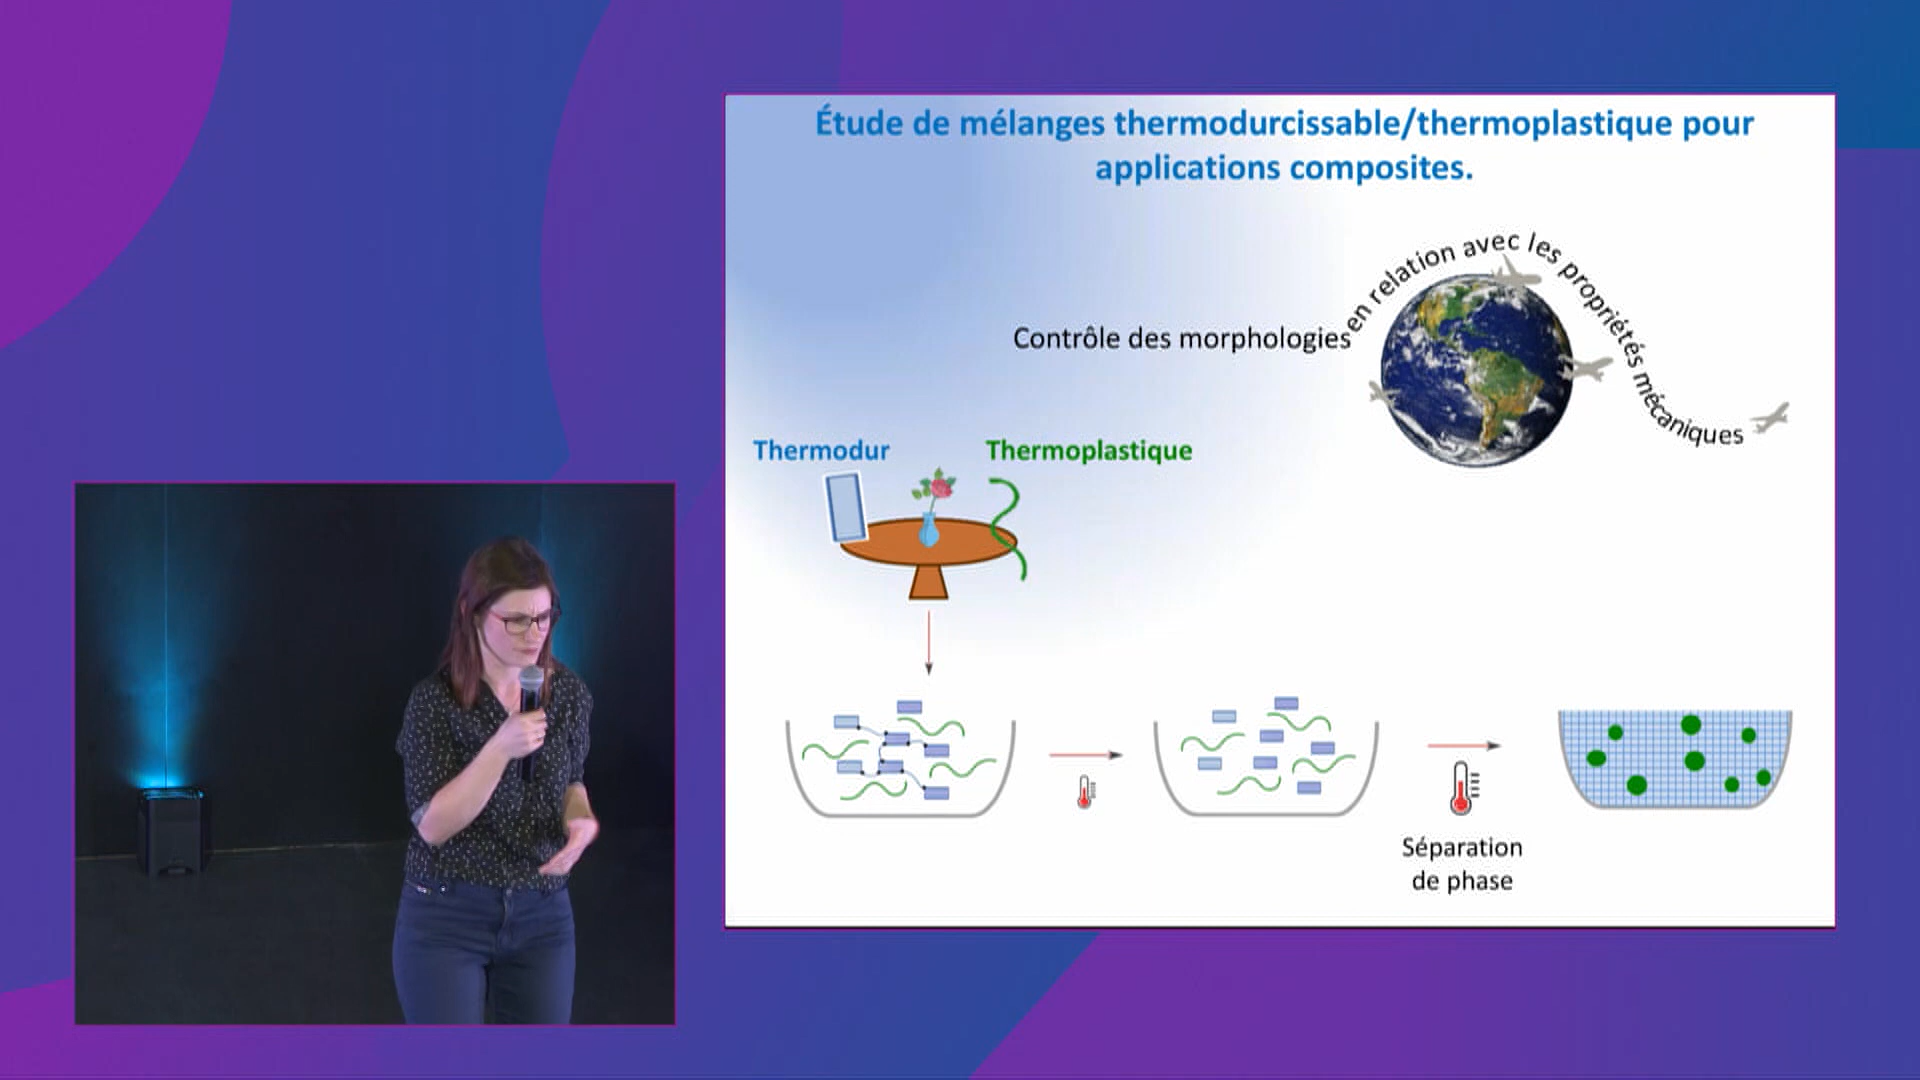 Étude de mélanges thermodurcissable/thermoplastique pour
applications composites.
Contrôle des morphologies en relation avec les propriétés mécaniques
Thermodur
Thermoplastique
Séparation
de phase